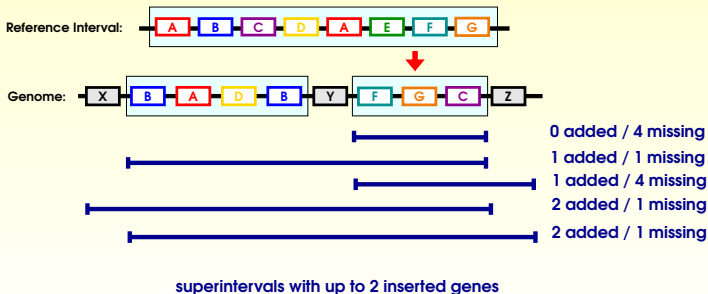 Reference Interval: A B C D A E F G
Genome: X B A D B Y F G C Z
0 added / 4 missing
1 added / 1 missing
1 added / 4 missing
2 added / 1 missing
2 added / 1 missing
superintervals with up to 2 inserted genes